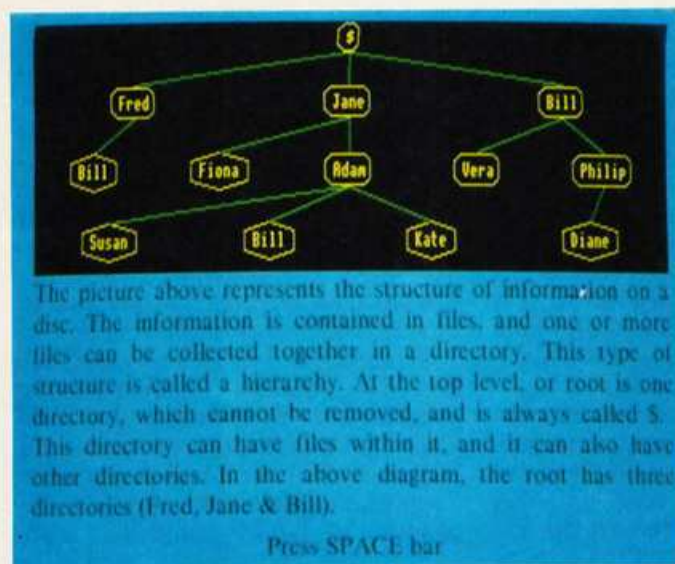 $
Fred Jane Bill
Bill Fiona Adam Vera Philip
Susan Bill Kate Diane
The picture above represents the structure of information on a
disc. The information is contained in files, and one or more
files can be collected together in a directory. This type of
structure is called a hierarchy. At the top level, or root is one
directory, which cannot be removed, and is always called $.
This directory can have files within it, and it can also have
other directories. In the above diagram, the root has three
directories (Fred, Jane & Bill).
Press SPACE bar